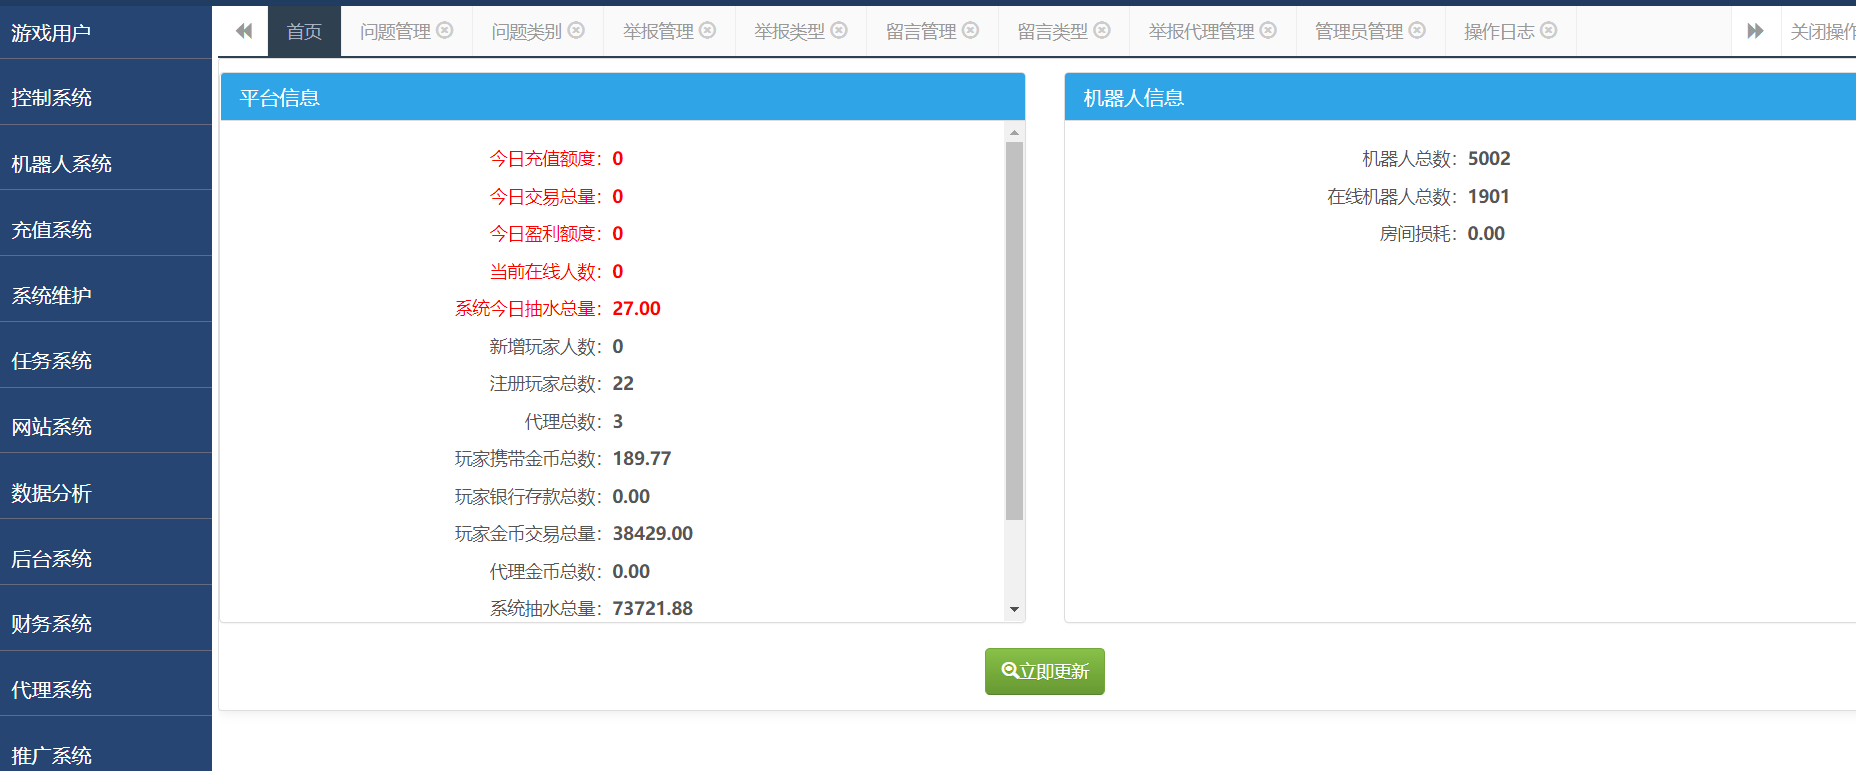 游戏用户
控制系统
机器人系统
充值系统
系统维护
任务系统
网站系统
数据分析
后台系统
财务系统
代理系统
推广系统
首页 问题管理 问题类别 举报管理 举报类型 留言管理 留言类型 举报代理管理 管理员管理 操作日志 关闭操作
平台信息
今日充值额度：0
今日交易总量：0
今日盈利额度：0
当前在线人数：0
系统今日抽水总量：27.00
新增玩家人数：0
注册玩家总数：22
代理总数：3
玩家携带金币总数：189.77
玩家银行存款总数：0.00
玩家金币交易总量：38429.00
代理金币总数：0.00
系统抽水总量：73721.88
机器人信息
机器人总数：5002
在线机器人总数：1901
房间损耗：0.00
立即更新